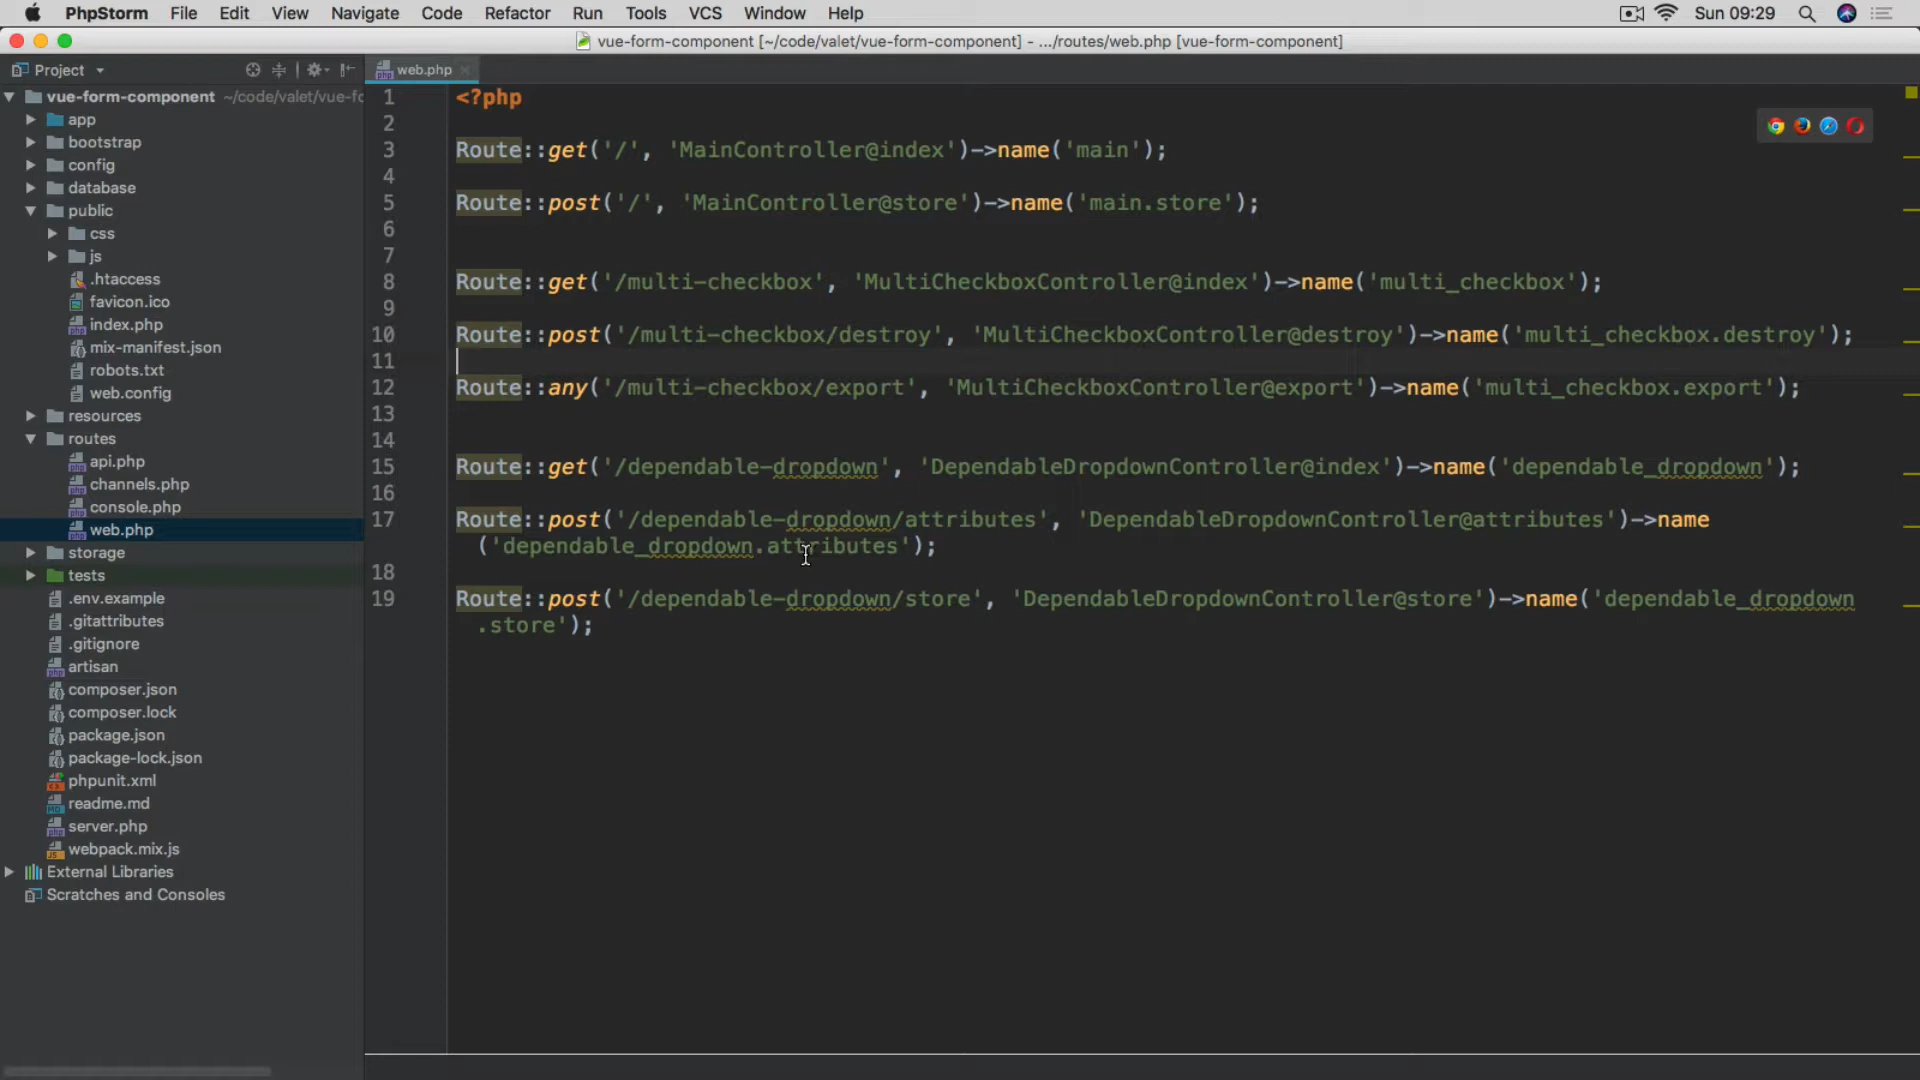 PhpStorm File Edit View Navigate Code Refactor Run Tools VCS Window Help Sun 09:29
vue-form-component [~/code/valet/vue-form-component] - .../routes/web.php [vue-form-component]
Project web.php
vue-form-component ~/code/valet/vue-fo
app
bootstrap
config
database
public
css
js
.htaccess
favicon.ico
index.php
mix-manifest.json
robots.txt
web.config
resources
routes
api.php
channels.php
console.php
web.php
storage
tests
.env.example
.gitattributes
.gitignore
artisan
composer.json
composer.lock
package.json
package-lock.json
phpunit.xml
readme.md
server.php
webpack.mix.js
External Libraries
Scratches and Consoles
1 <?php
2
3 Route::get('/', 'MainController@index')->name('main');
4
5 Route::post('/', 'MainController@store')->name('main.store');
6
7
8 Route::get('/multi-checkbox', 'MultiCheckboxController@index')->name('multi_checkbox');
9
10 Route::post('/multi-checkbox/destroy', 'MultiCheckboxController@destroy')->name('multi_checkbox.destroy');
11
12 Route::any('/multi-checkbox/export', 'MultiCheckboxController@export')->name('multi_checkbox.export');
13
14
15 Route::get('/dependable-dropdown', 'DependableDropdownController@index')->name('dependable_dropdown');
16
17 Route::post('/dependable-dropdown/attributes', 'DependableDropdownController@attributes')->name
('dependable_dropdown.attributes');
18
19 Route::post('/dependable-dropdown/store', 'DependableDropdownController@store')->name('dependable_dropdown
.store');